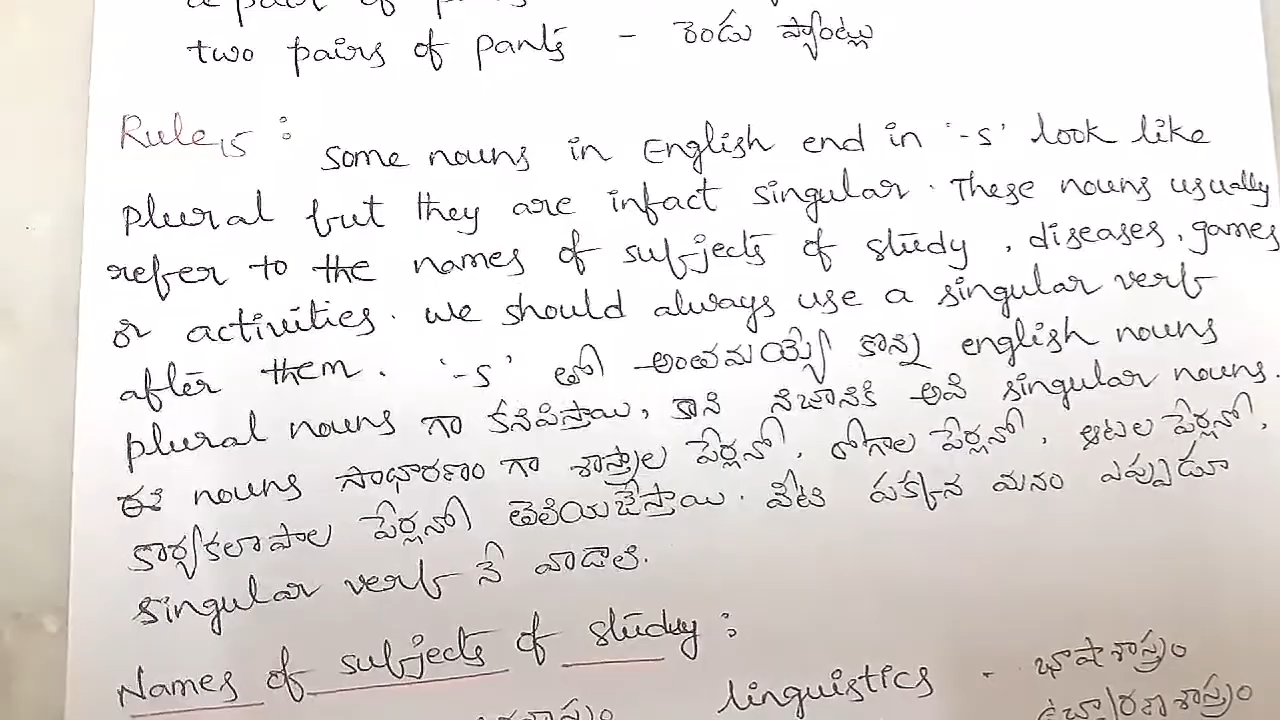 a pair of
two pairs of pants - రెండు ప్యాంట్లు
Rule 15 : Some nouns in English end in '-s' look like
plural but they are infact singular. These nouns usually
refer to the names of subjects of study, diseases, games
or activities. We should always use a singular verb
after them. '-s' తో అంతమయ్యే కొన్ని english nouns
plural nouns గా కనిపిస్తాయి, కాని నిజానికి అవి singular nouns.
ఈ nouns సాధారణం గా శాస్త్రాల పేర్లనో, రోగాల పేర్లనో, ఆటల పేర్లనో,
కార్యకలాపాల పేర్లనో తెలియజేస్తాయి. వీటి పక్కన మనం ఎప్పుడూ
singular verb నే వాడాలి.
Names of subjects of study :
linguistics - భాషాశాస్త్రం